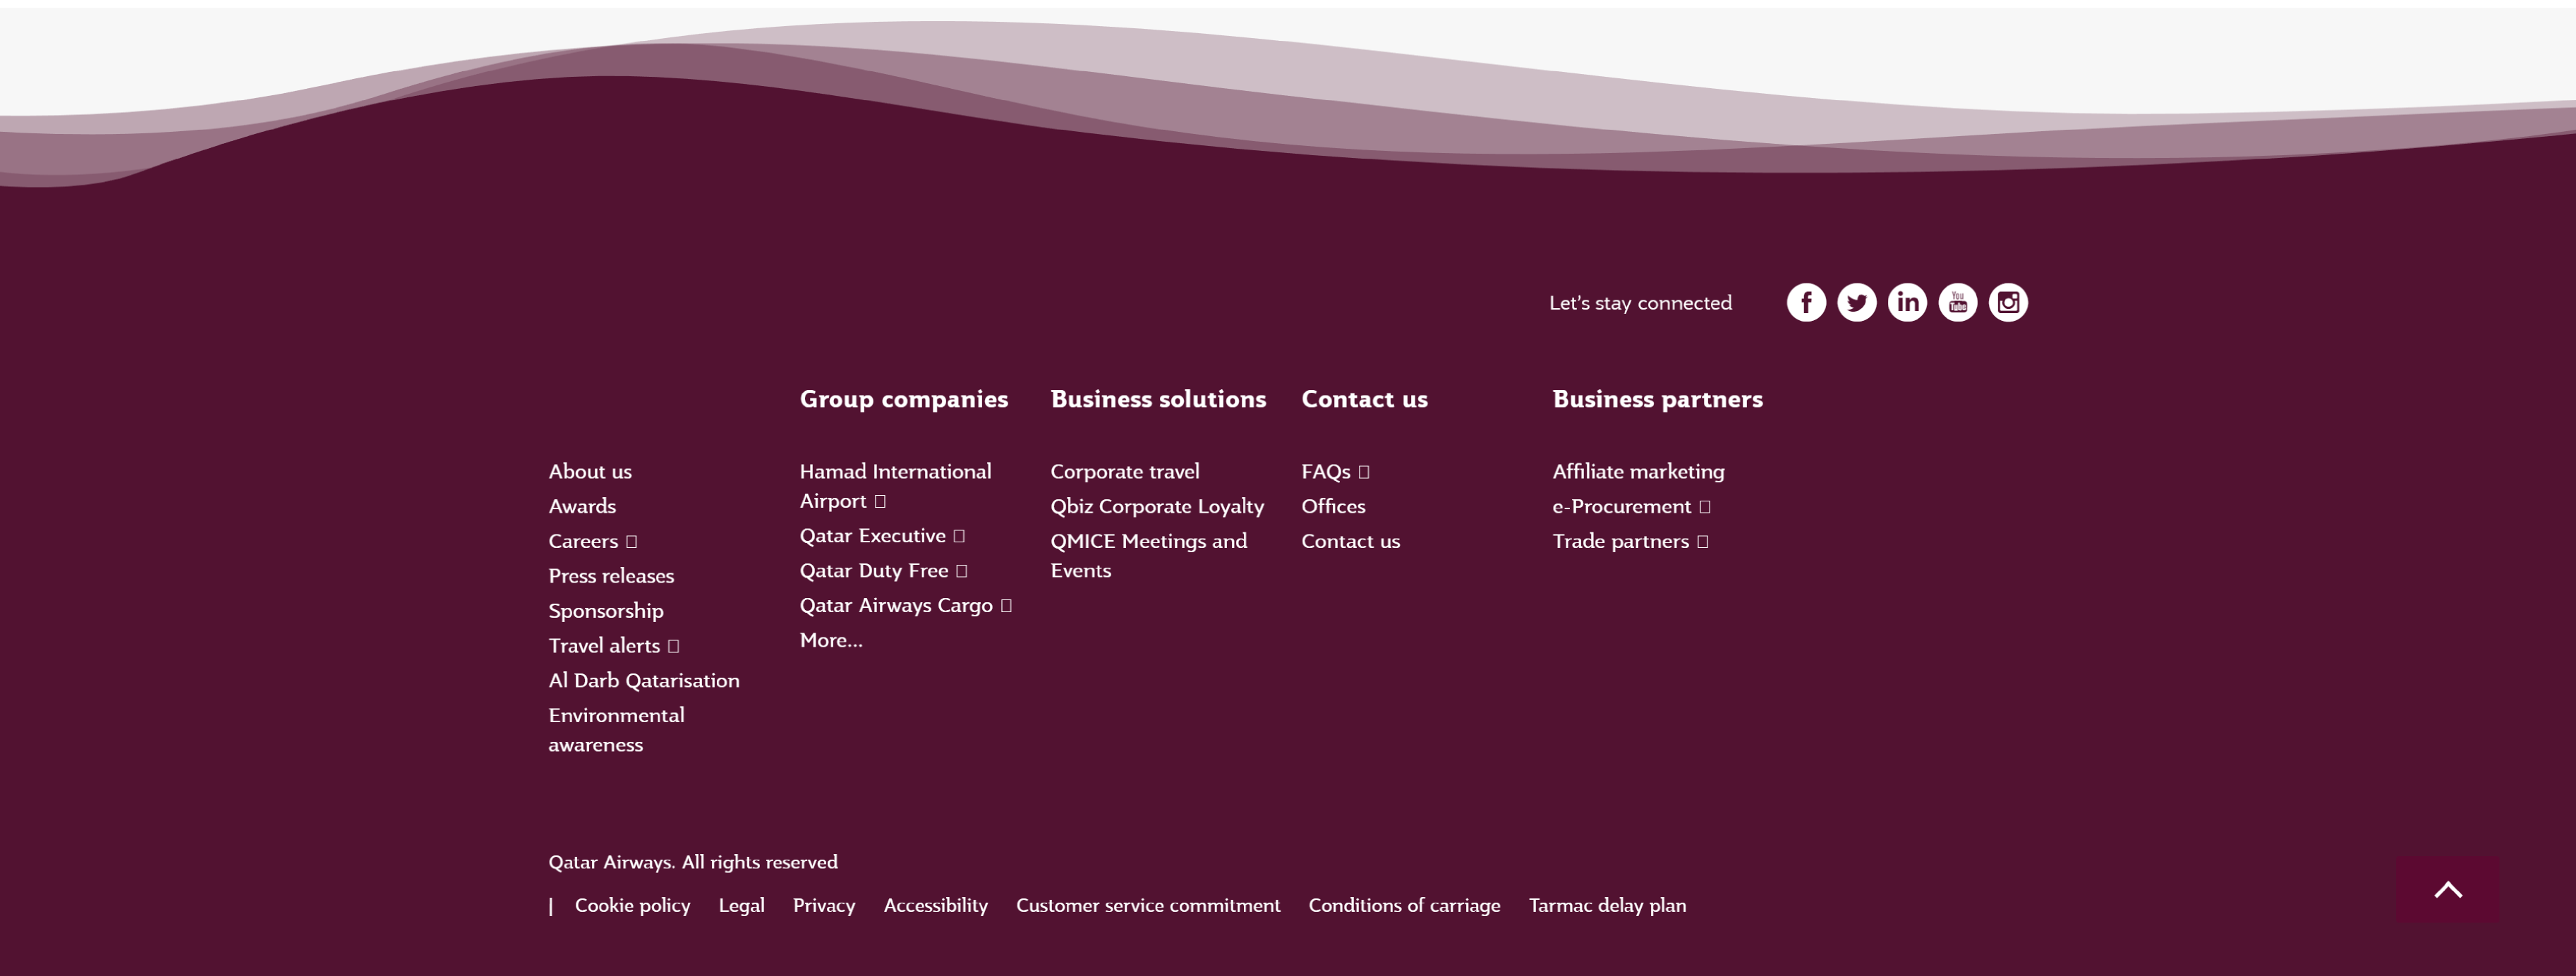 Let's stay connected
You
Tube
About us
Awards
Careers
Press releases
Sponsorship
Travel alerts
Al Darb Qatarisation
Environmental
awareness
Group companies
Hamad International
Airport
Qatar Executive
Qatar Duty Free
Qatar Airways Cargo
More...
Business solutions
Corporate travel
Qbiz Corporate Loyalty
QMICE Meetings and
Events
Contact us
FAQs
Offices
Contact us
Business partners
Affiliate marketing
e-Procurement
Trade partners
Qatar Airways. All rights reserved
| Cookie policy Legal Privacy Accessibility Customer service commitment Conditions of carriage Tarmac delay plan